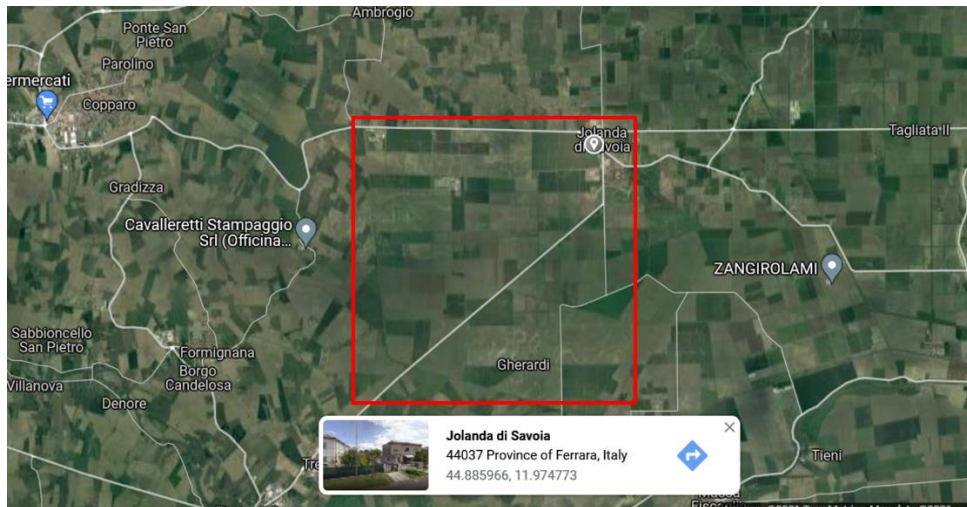 Ambrogio
Ponte San
Pietro
Parolino
ermercati
Copparo
Jolanda
di Savoia
Tagliata II
Gradizza
Cavalleretti Stampaggio
Srl (Officina...
ZANGIROLAMI
Sabbioncello
San Pietro
Formignana
Gherardi
Borgo
Candelosa
Villanova
Denore
Jolanda di Savoia
44037 Province of Ferrara, Italy
44.885966, 11.974773
Tre
Tieni